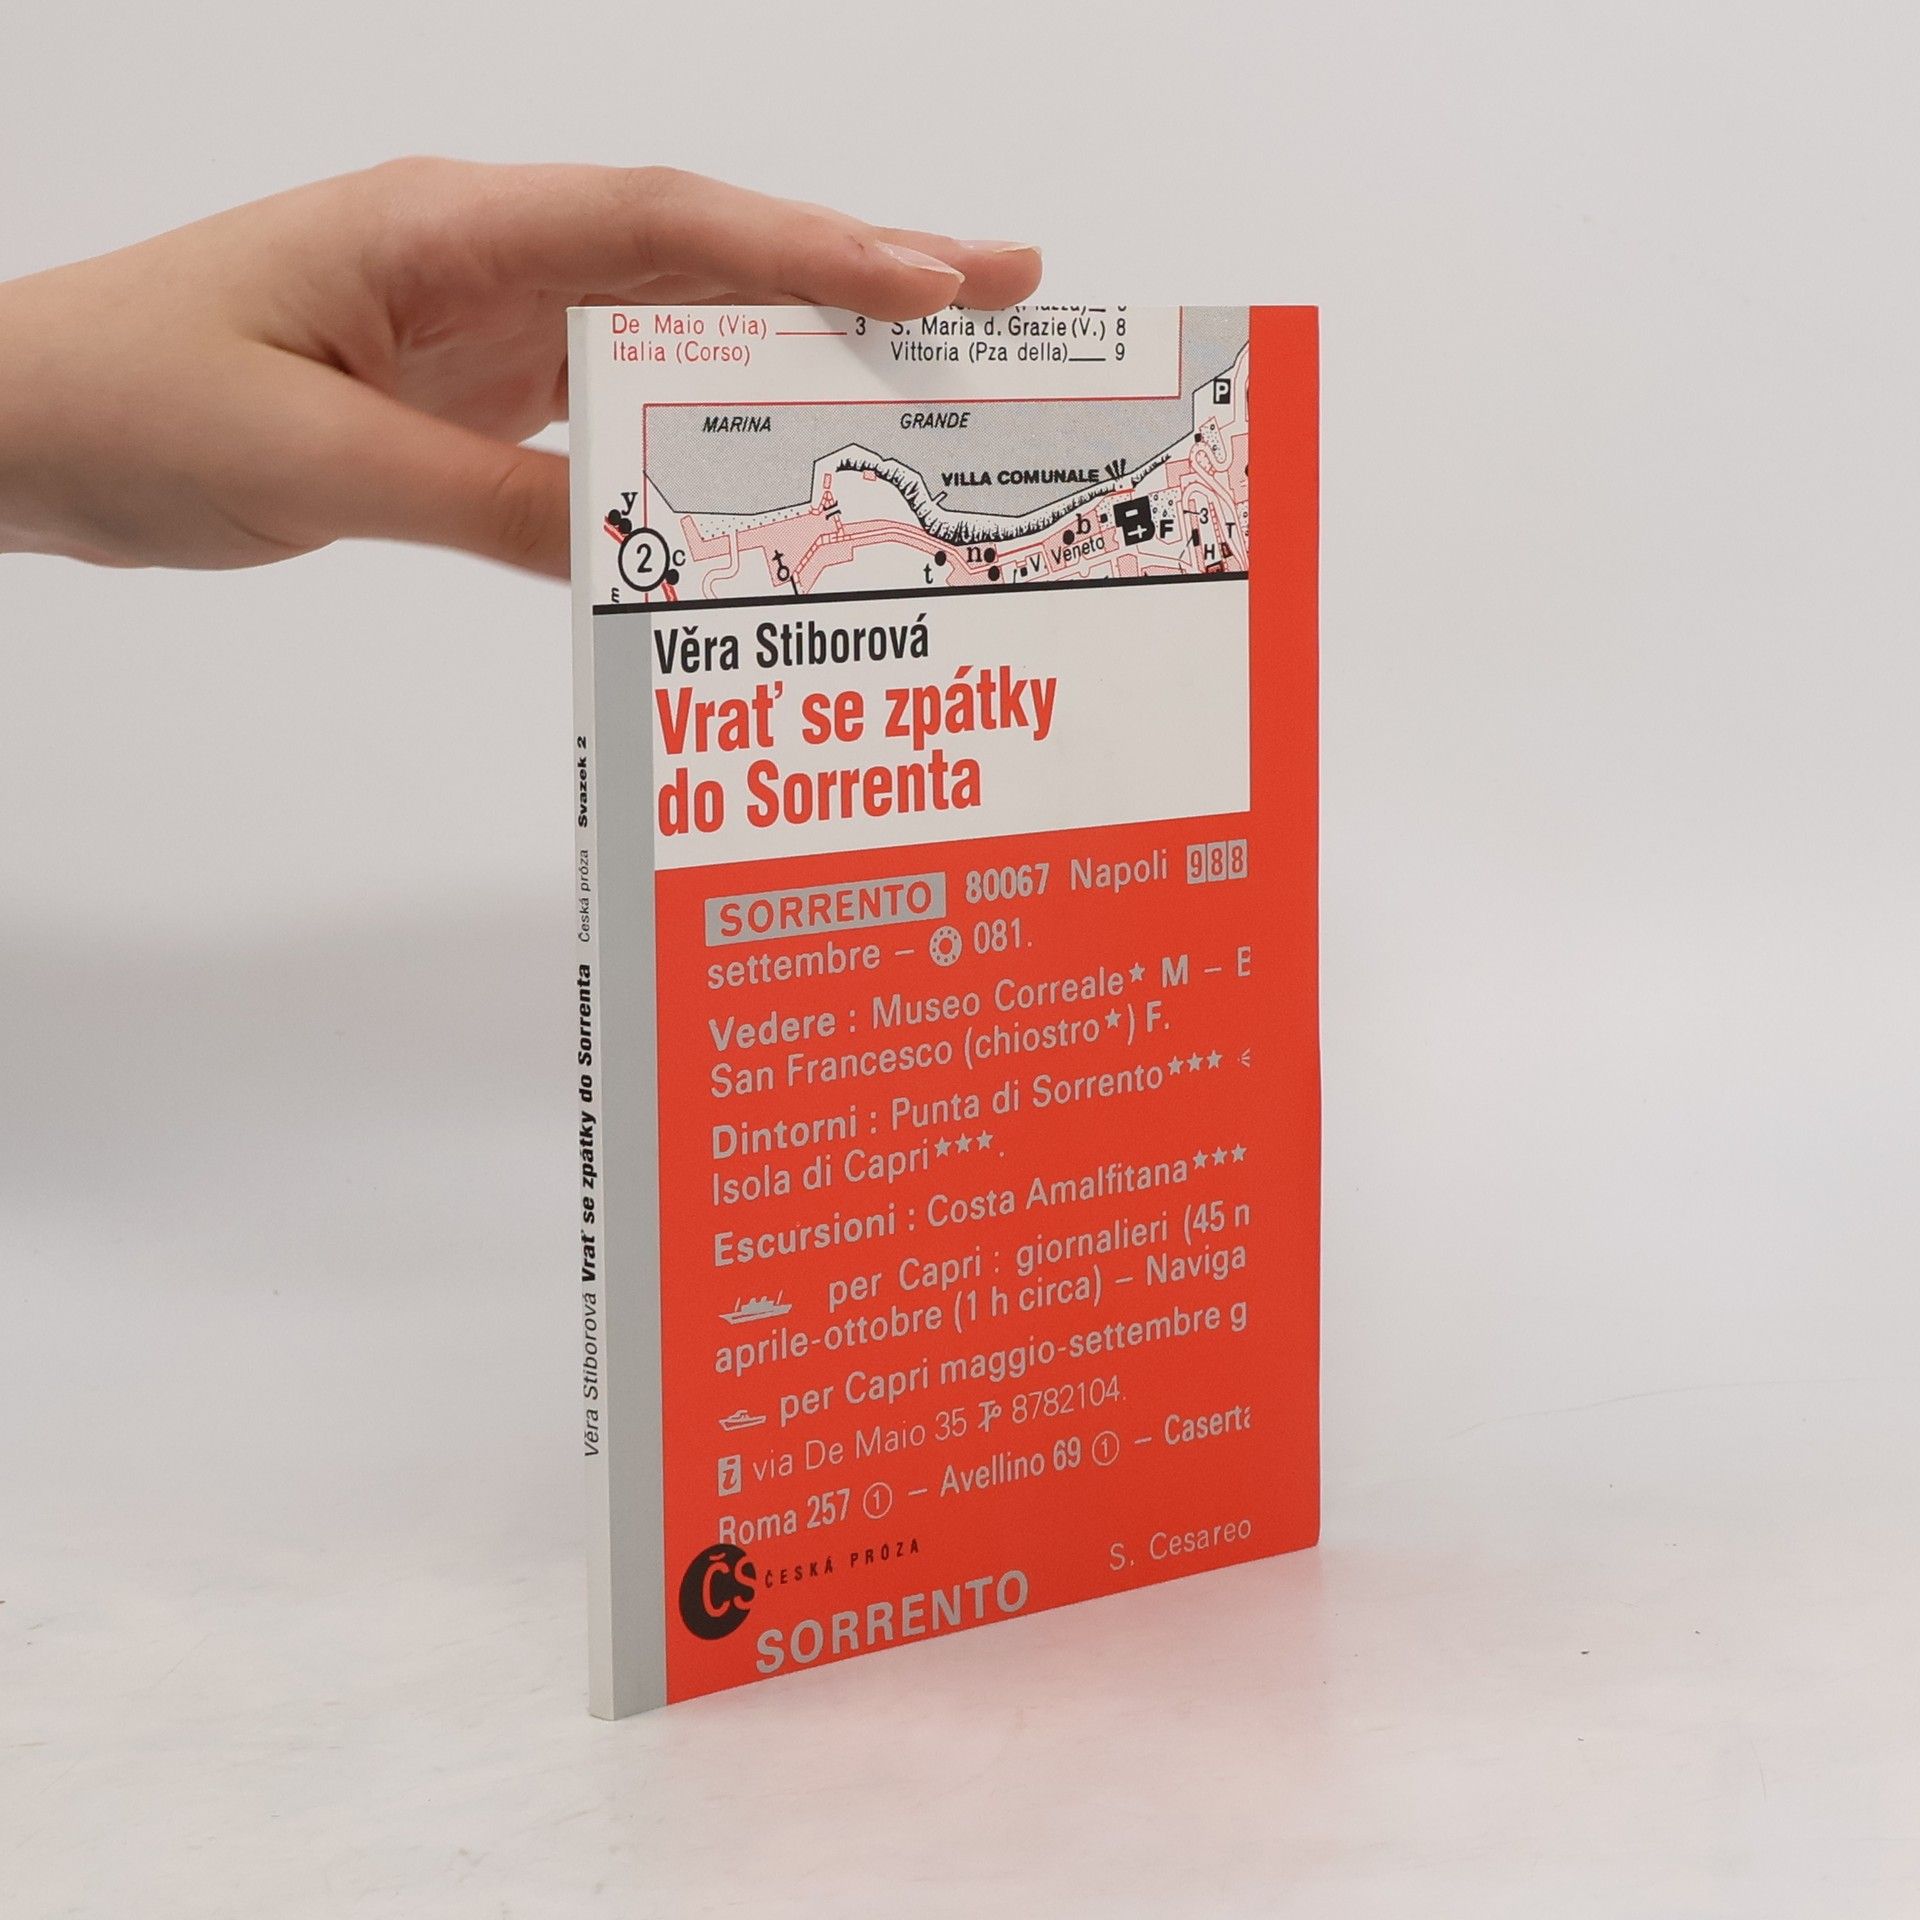 De Maio (Via) 3
Italia (Corso)
S. Maria d. Grazie (V.) 8
Vittoria (Pza della) 9
P
MARINA GRANDE
VILLA COMUNALE
y
2
c
m
t
n
b
V. Veneto
F
3
T
H
Věra Stiborová
Vrať se zpátky
do Sorrenta
SORRENTO 80067 Napoli 988
settembre – 081.
Vedere : Museo Correale★ M – E
San Francesco (chiostro★) F.
Dintorni : Punta di Sorrento★★★
Isola di Capri★★★.
Escursioni : Costa Amalfitana★★★
per Capri : giornalieri (45 n
aprile-ottobre (1 h circa) – Naviga
per Capri maggio-settembre g
i via De Maio 35 8782104.
Roma 257 ① – Avellino 69 ① – Caserta
S. Cesareo
ČS ČESKÁ PRÓZA
SORRENTO
Věra Stiborová Vrať se zpátky do Sorrenta Česká próza Svazek 2